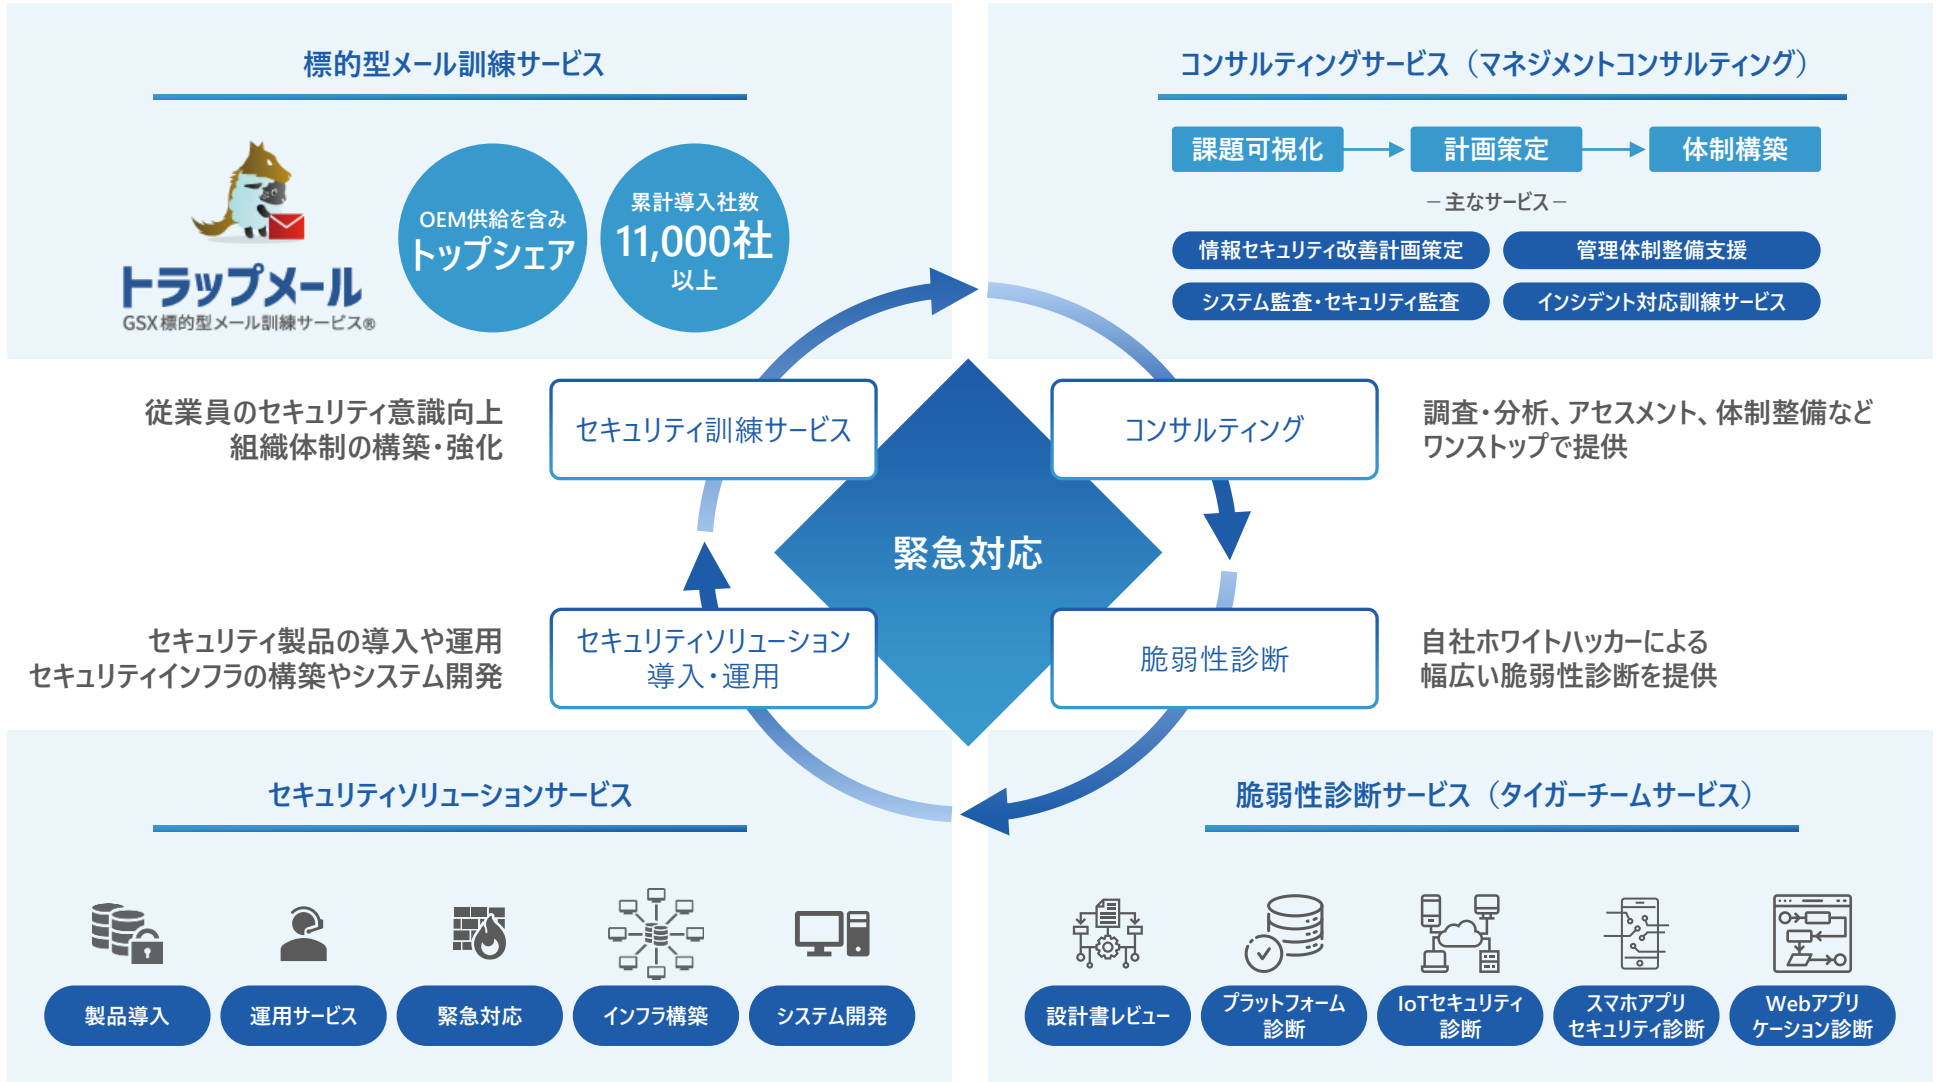 標的型メール訓練サービス
トラップメール
GSX標的型メール訓練サービス®
OEM供給を含み
トップシェア
累計導入社数
11,000社
以上
コンサルティングサービス（マネジメントコンサルティング）
課題可視化
計画策定
体制構築
－主なサービス－
情報セキュリティ改善計画策定
管理体制整備支援
システム監査・セキュリティ監査
インシデント対応訓練サービス
従業員のセキュリティ意識向上
組織体制の構築・強化
セキュリティ訓練サービス
コンサルティング
調査・分析、アセスメント、体制整備など
ワンストップで提供
緊急対応
セキュリティ製品の導入や運用
セキュリティインフラの構築やシステム開発
セキュリティソリューション
導入・運用
脆弱性診断
自社ホワイトハッカーによる
幅広い脆弱性診断を提供
セキュリティソリューションサービス
製品導入
運用サービス
緊急対応
インフラ構築
システム開発
脆弱性診断サービス（タイガーチームサービス）
設計書レビュー
プラットフォーム
診断
IoTセキュリティ
診断
スマホアプリ
セキュリティ診断
Webアプリ
ケーション診断